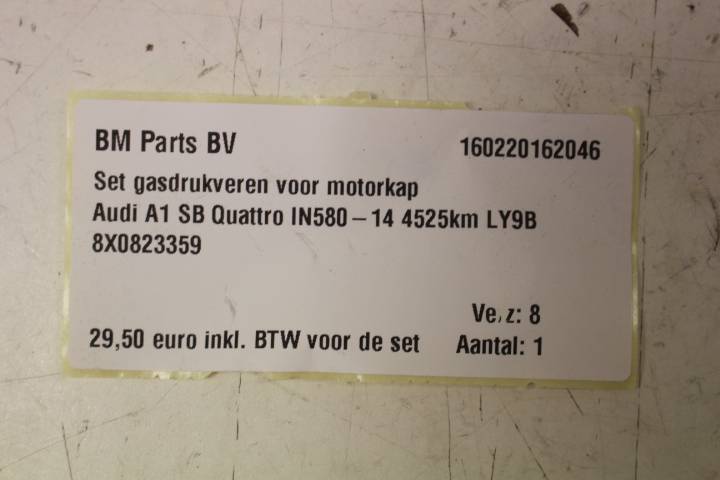 BM Parts BV 160220162046
Set gasdrukveren voor motorkap
Audi A1 SB Quattro IN580-14 4525km LY9B
8X0823359
8
29,50 euro inkl. BTW voor de set Aantal: 1